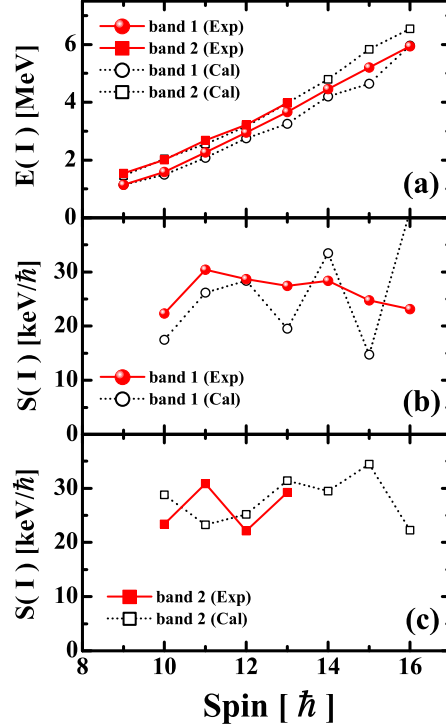 6
4
2
0
E( I ) [MeV]
band 1 (Exp)
band 2 (Exp)
band 1 (Cal)
band 2 (Cal)
(a)
30
20
10
0
S( I ) [keV/ℏ]
band 1 (Exp)
band 1 (Cal)
(b)
30
20
10
0
S( I ) [keV/ℏ]
band 2 (Exp)
band 2 (Cal)
(c)
8 10 12 14 16
Spin [ ℏ ]